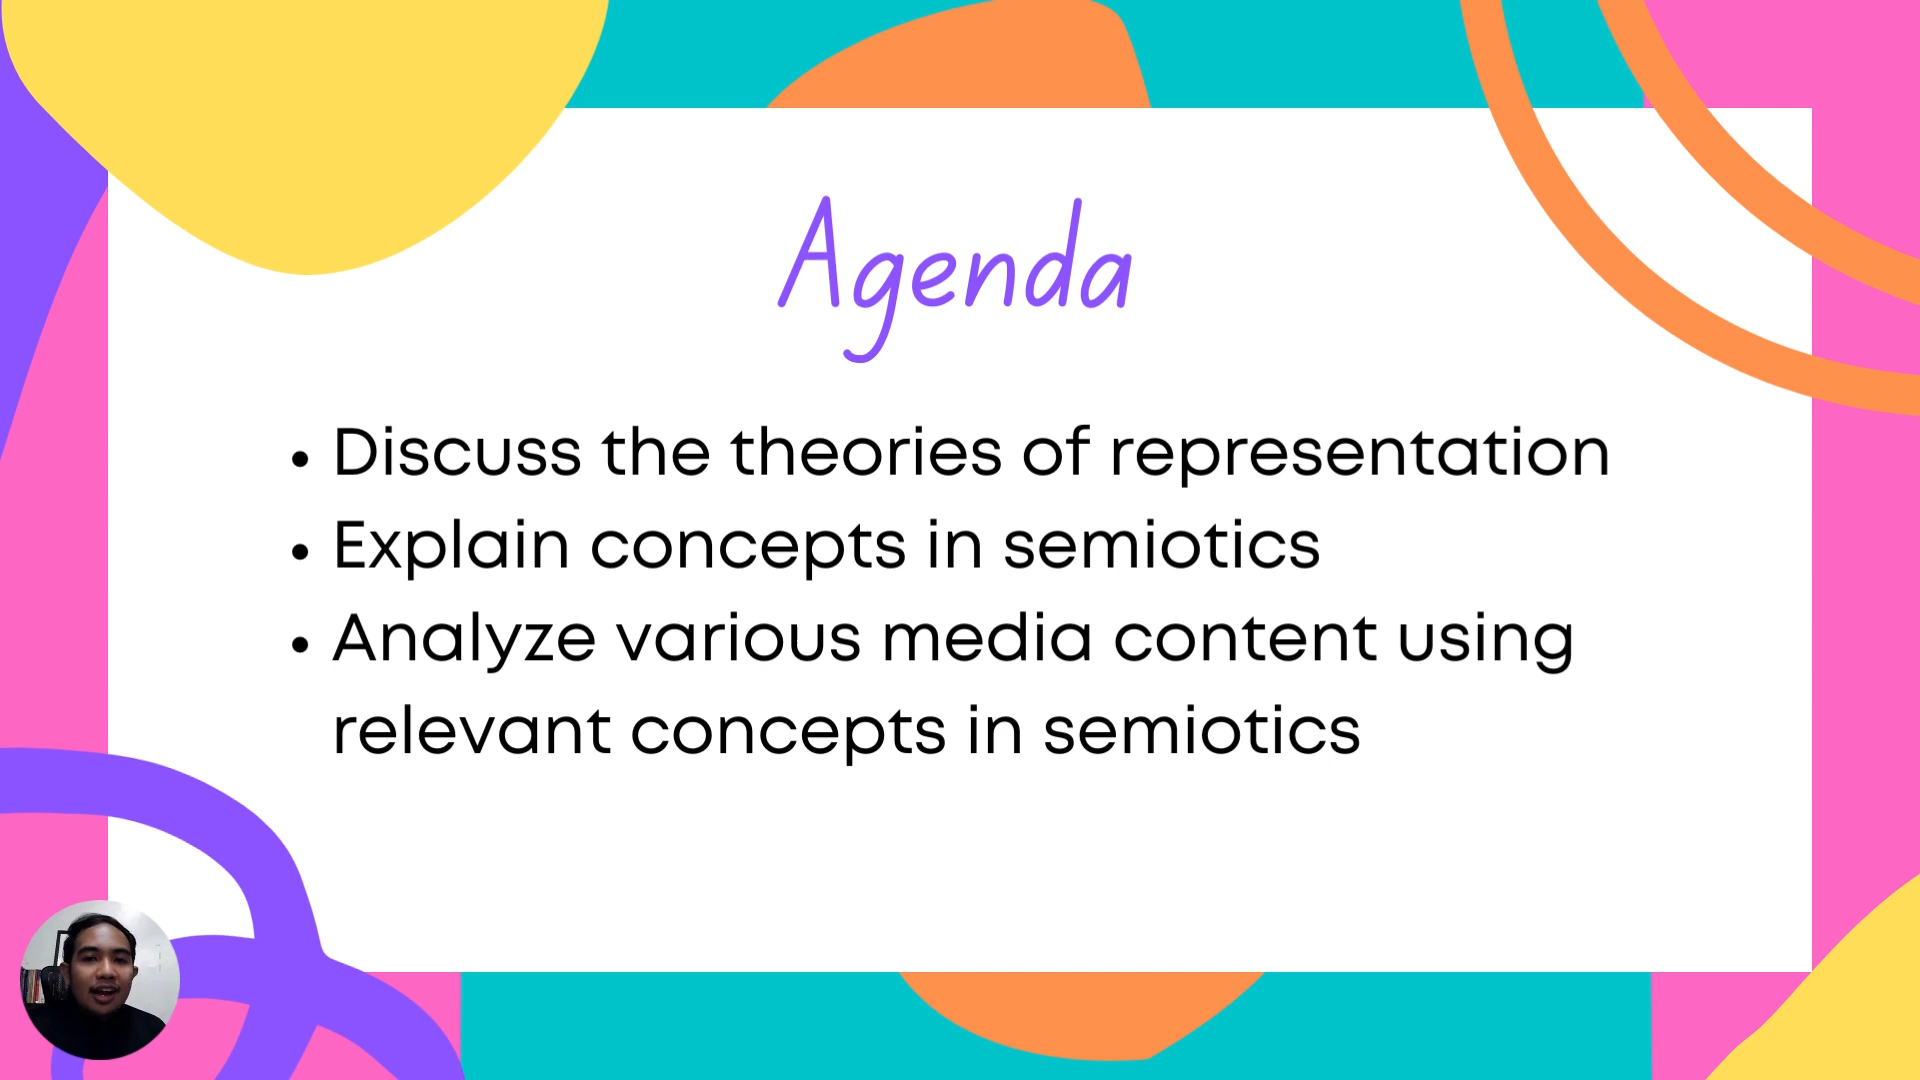 Agenda
• Discuss the theories of representation
• Explain concepts in semiotics
• Analyze various media content using
relevant concepts in semiotics